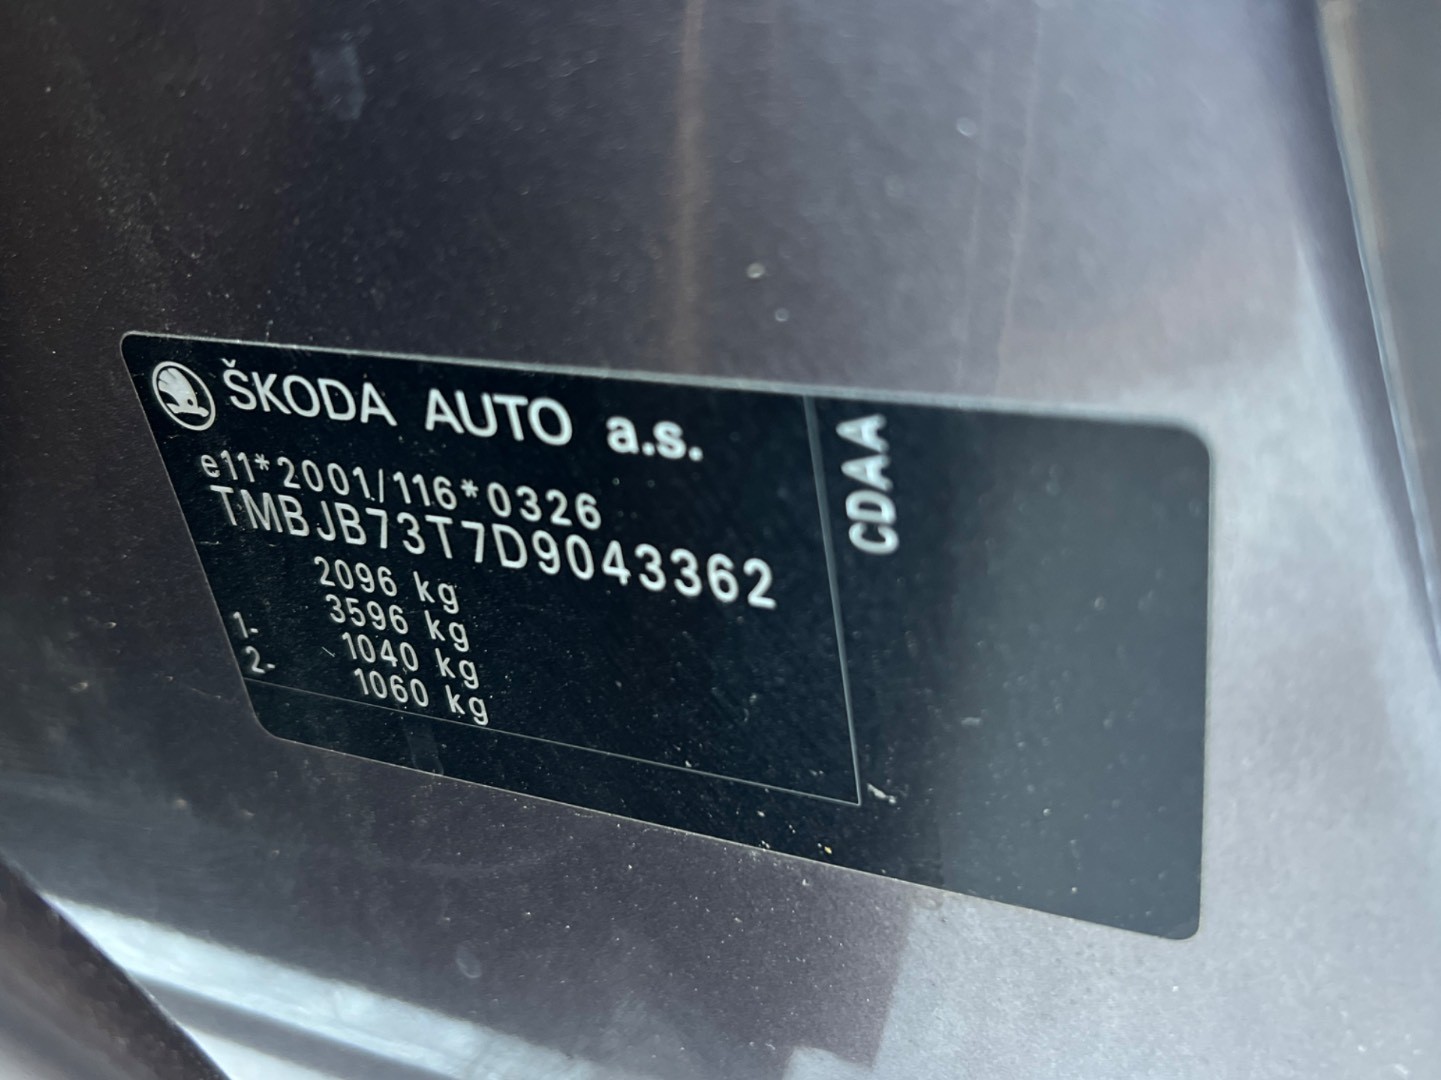 ŠKODA AUTO a.s.
e11*2001/116*0326
TMBJB73T7D9043362
2096 kg
3596 kg
1- 1040 kg
2- 1060 kg
CDAA